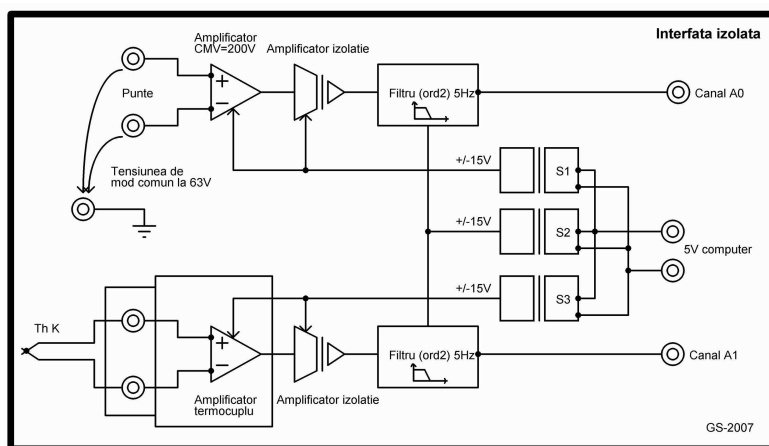 Interfata izolata
Amplificator
CMV=200V
Amplificator izolatie
Punte
+
−
Filtru (ord2) 5Hz
Canal A0
Tensiunea de
mod comun la 63V
+/-15V
S1
+/-15V
S2
5V computer
+/-15V
S3
Th K
+
−
Filtru (ord2) 5Hz
Canal A1
Amplificator
termocuplu
Amplificator izolatie
GS-2007